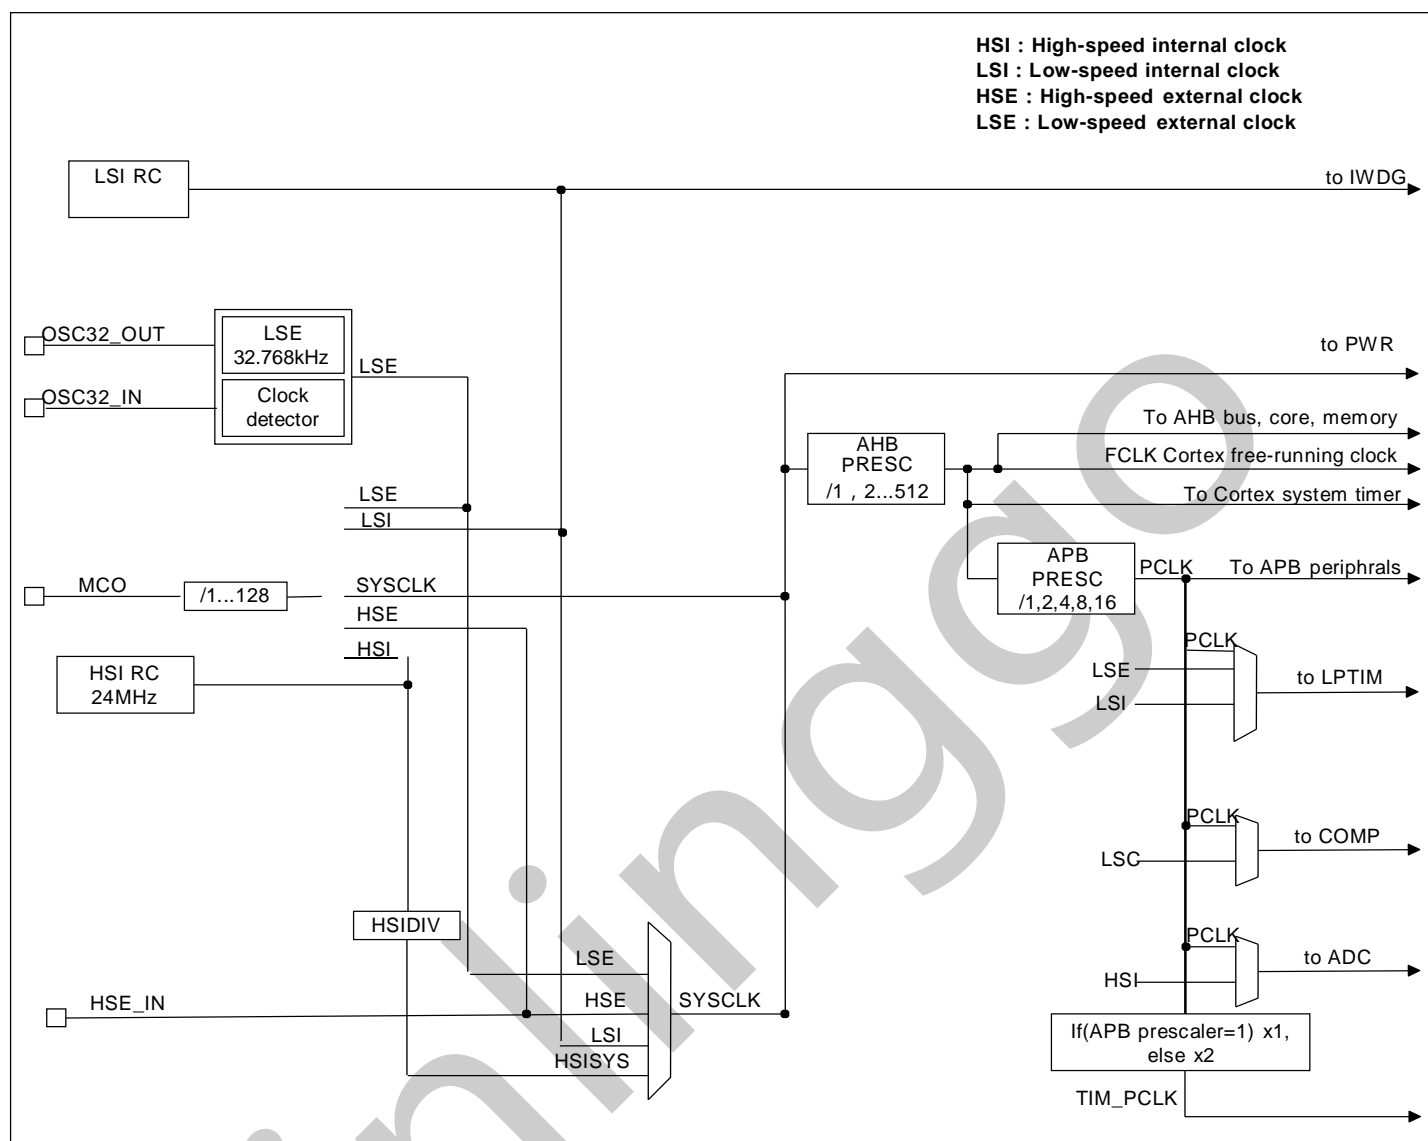 HSI : High-speed internal clock
LSI : Low-speed internal clock
HSE : High-speed external clock
LSE : Low-speed external clock
LSI RC
to IWDG
OSC32_OUT
LSE
32.768kHz
to PWR
LSE
OSC32_IN
Clock
detector
To AHB bus, core, memory
AHB
PRESC
/1 , 2...512
FCLK Cortex free-running clock
To Cortex system timer
LSE
LSI
APB
PRESC
/1,2,4,8,16
PCLK
To APB periphrals
MCO
/1...128
SYSCLK
HSE
HSI
HSI RC
24MHz
PCLK
LSE
LSI
to LPTIM
PCLK
LSC
to COMP
HSIDIV
PCLK
HSI
to ADC
LSE
HSE_IN
HSE
SYSCLK
LSI
HSISYS
If(APB prescaler=1) x1,
else x2
TIM_PCLK
inlinggo